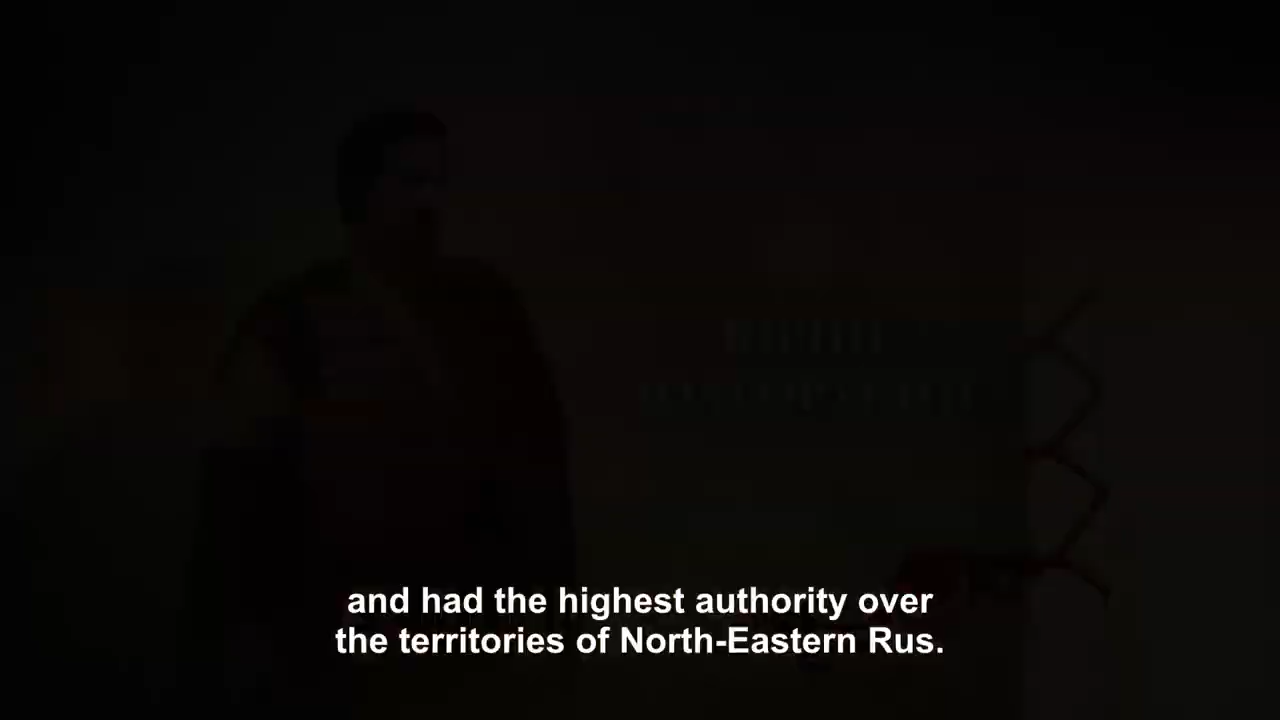 and had the highest authority over
the territories of North-Eastern Rus.